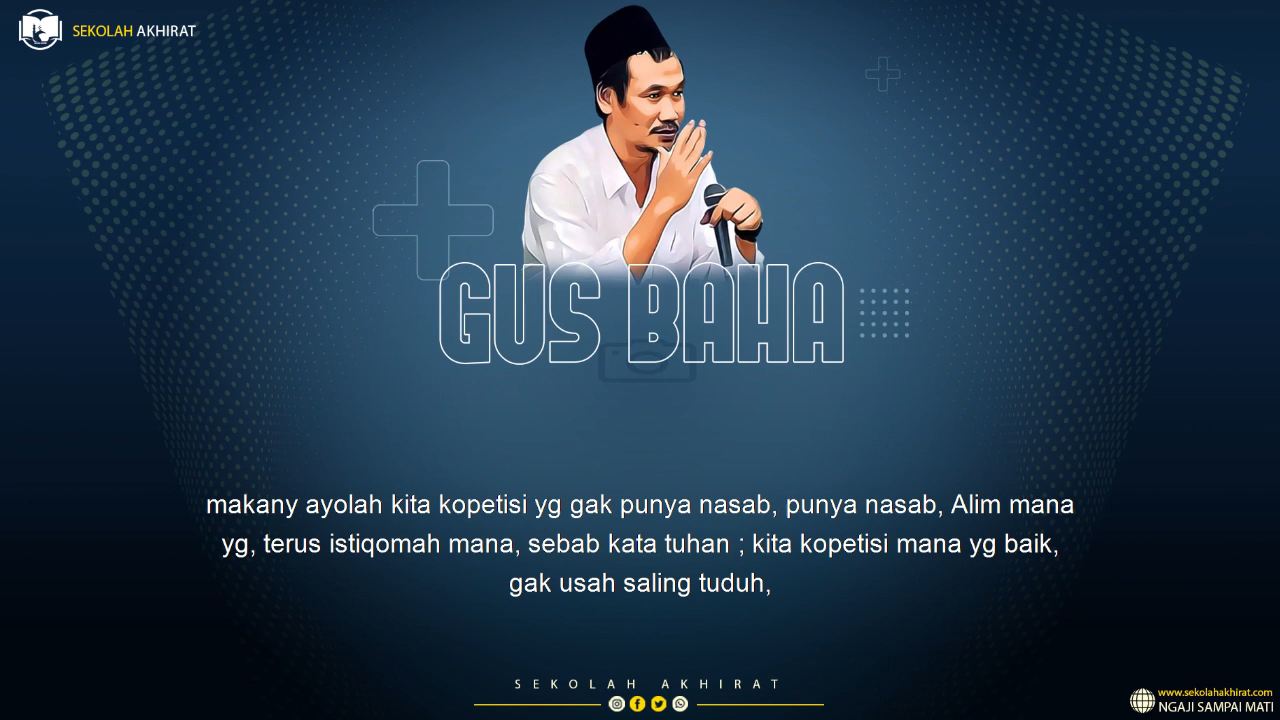 SEKOLAH AKHIRAT
GUS BAHA
makany ayolah kita kopetisi yg gak punya nasab, punya nasab, Alim mana
yg, terus istiqomah mana, sebab kata tuhan ; kita kopetisi mana yg baik,
gak usah saling tuduh,
SEKOLAH AKHIRAT
www.sekolahakhirat.com
NGAJI SAMPAI MATI